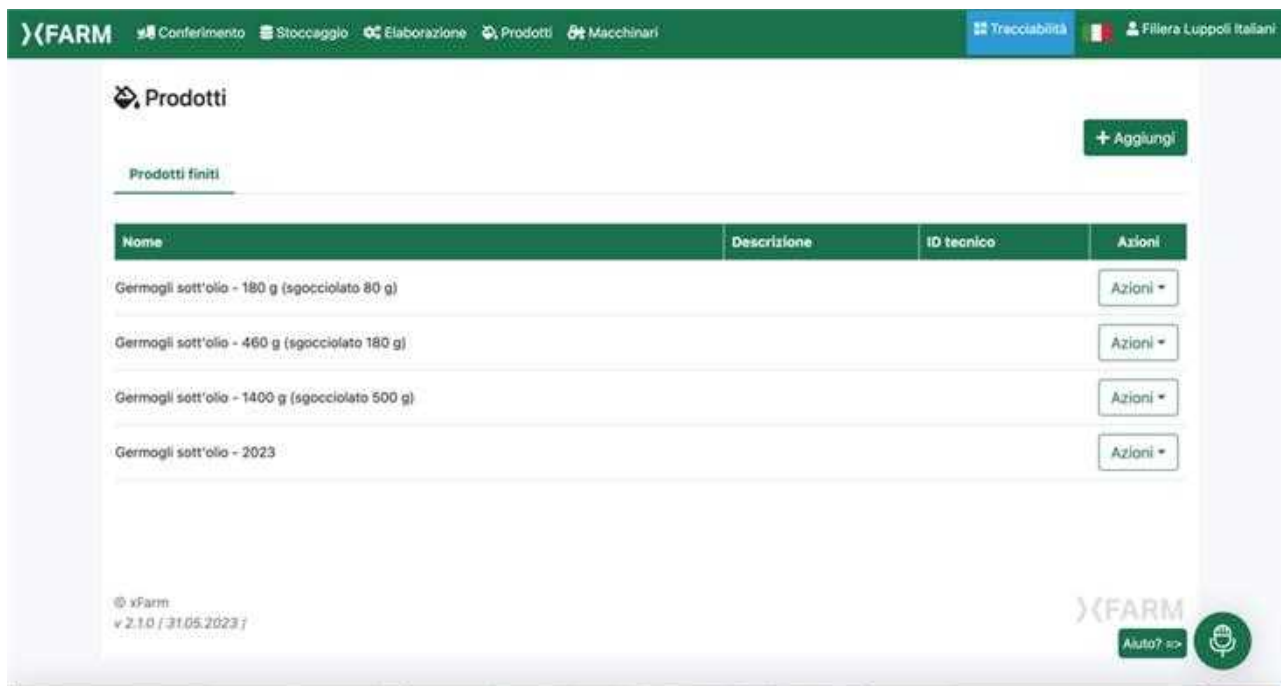 XFARM Conferimento Stoccaggio Elaborazione Prodotti Macchinari Tracciabilità Filiera Luppoli Italiani
Prodotti
+ Aggiungi
Prodotti finiti
Nome Descrizione ID tecnico Azioni
Germogli sott'olio - 180 g (sgocciolato 80 g) Azioni
Germogli sott'olio - 460 g (sgocciolato 180 g) Azioni
Germogli sott'olio - 1400 g (sgocciolato 500 g) Azioni
Germogli sott'olio - 2023 Azioni
© xFarm
v 2.1.0 / 31.05.2023 /
XFARM
Aiuto? =>